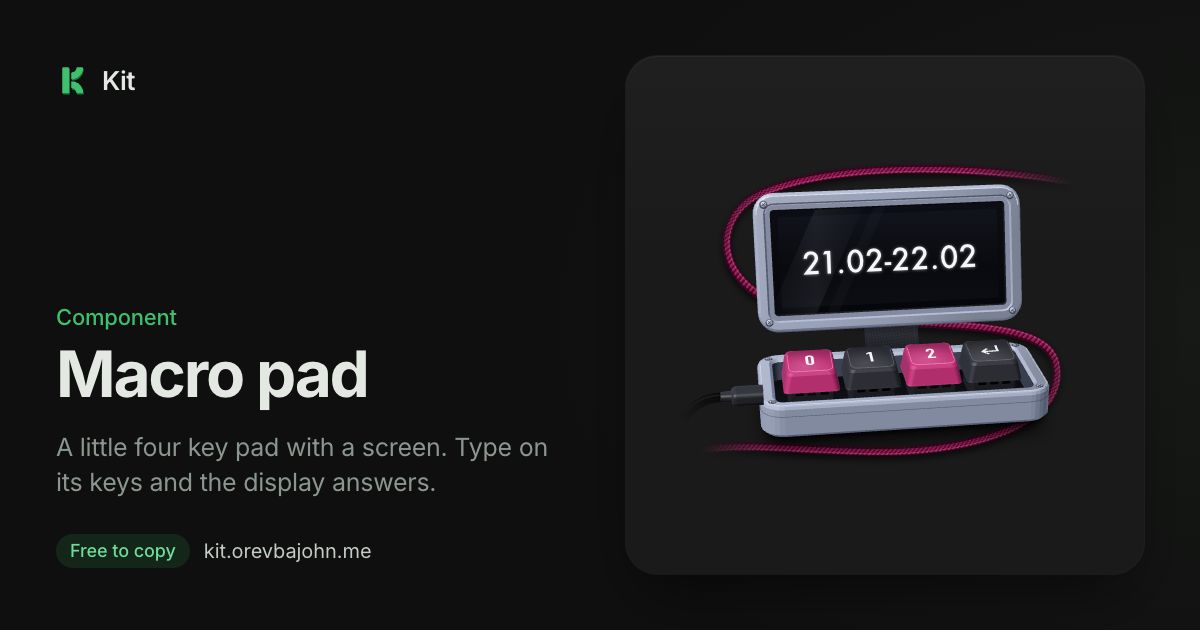 Kit
Component
Macro pad
A little four key pad with a screen. Type on
its keys and the display answers.
Free to copy
kit.orevbajohn.me
21.02-22.02
0
1
2
↵